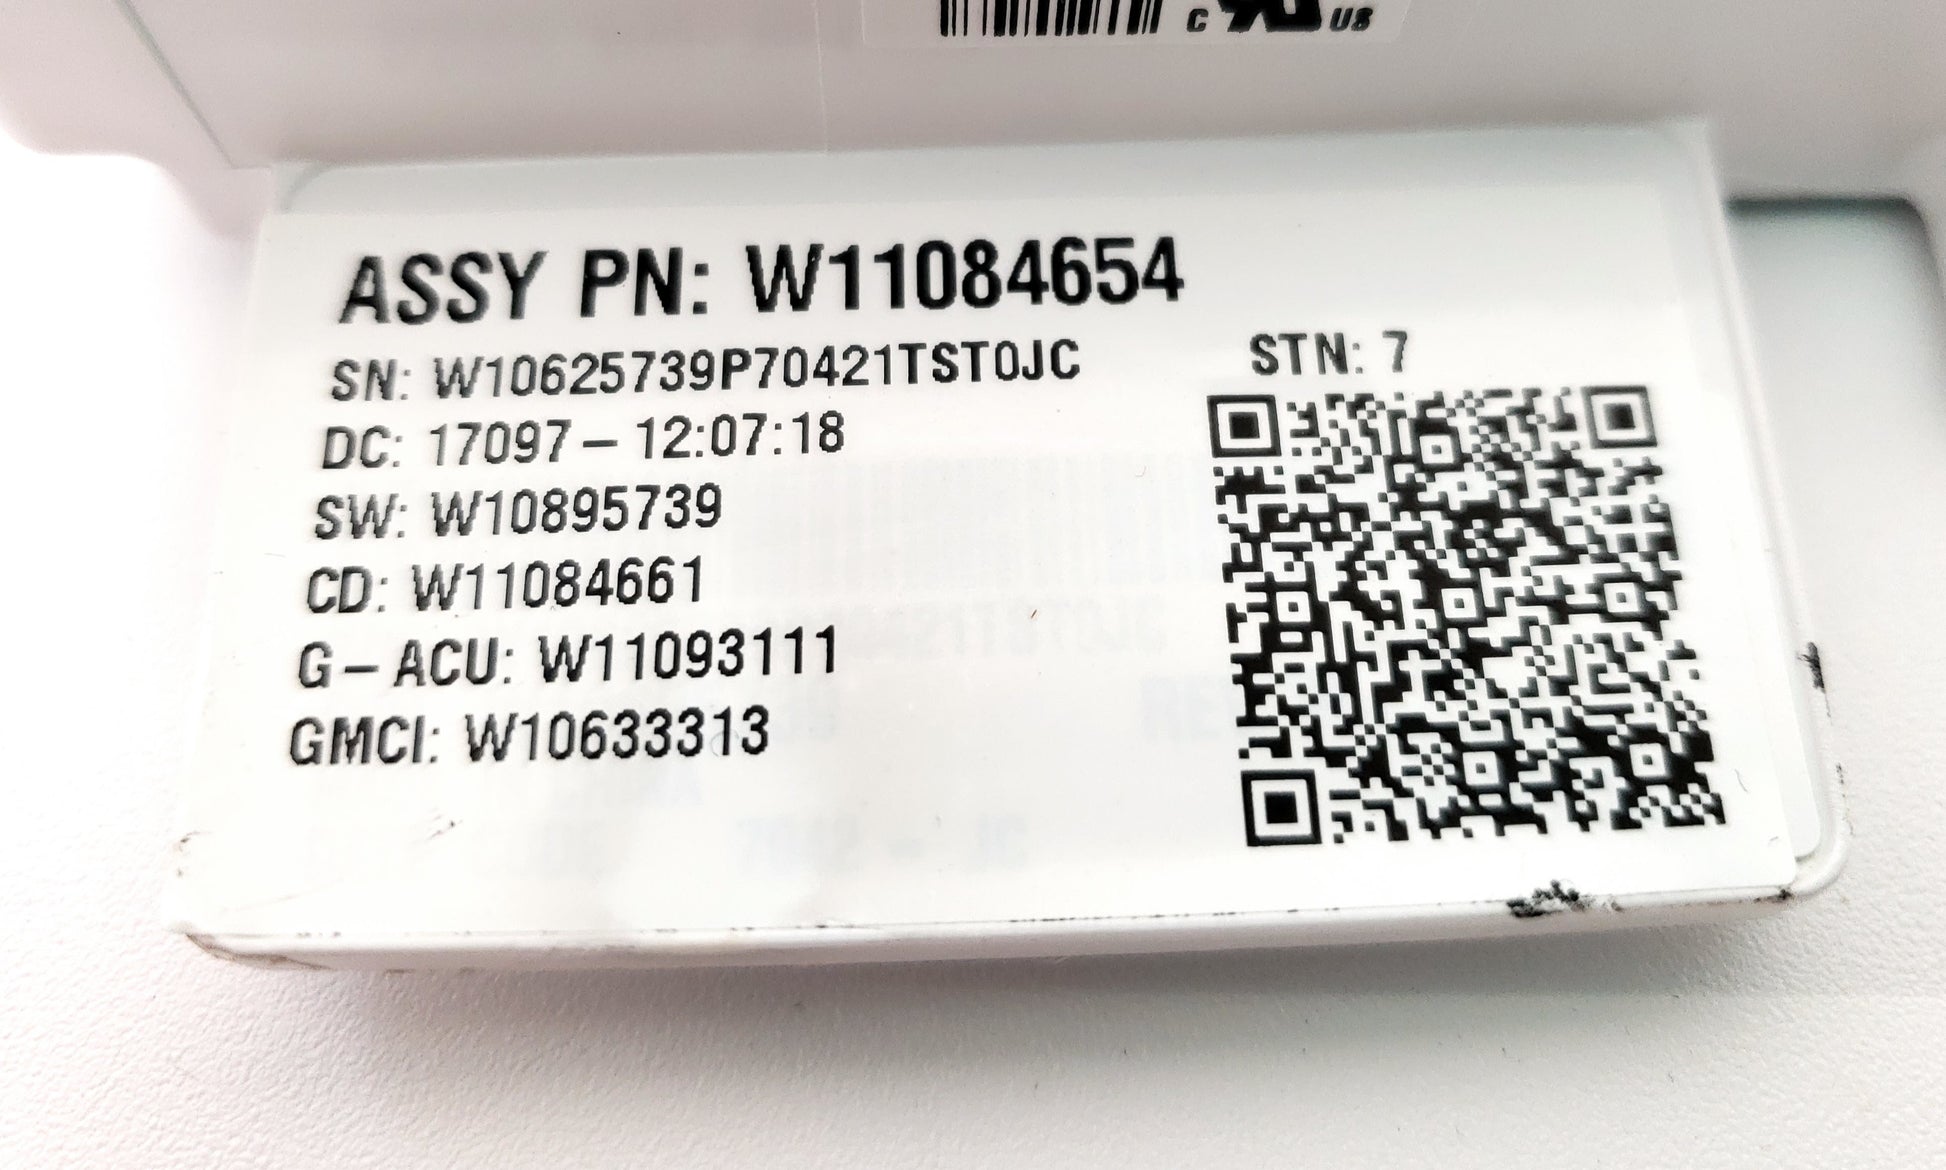 C US
ASSY PN: W11084654
SN: W10625739P70421TST0JC
STN: 7
DC: 17097 – 12:07:18
SW: W10895739
CD: W11084661
G – ACU: W11093111
GMCI: W10633313